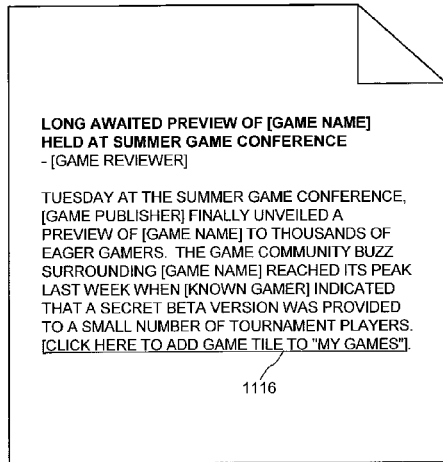 LONG AWAITED PREVIEW OF [GAME NAME]
HELD AT SUMMER GAME CONFERENCE
- [GAME REVIEWER]
TUESDAY AT THE SUMMER GAME CONFERENCE,
[GAME PUBLISHER] FINALLY UNVEILED A
PREVIEW OF [GAME NAME] TO THOUSANDS OF
EAGER GAMERS. THE GAME COMMUNITY BUZZ
SURROUNDING [GAME NAME] REACHED ITS PEAK
LAST WEEK WHEN [KNOWN GAMER] INDICATED
THAT A SECRET BETA VERSION WAS PROVIDED
TO A SMALL NUMBER OF TOURNAMENT PLAYERS.
[CLICK HERE TO ADD GAME TILE TO "MY GAMES"].
1116